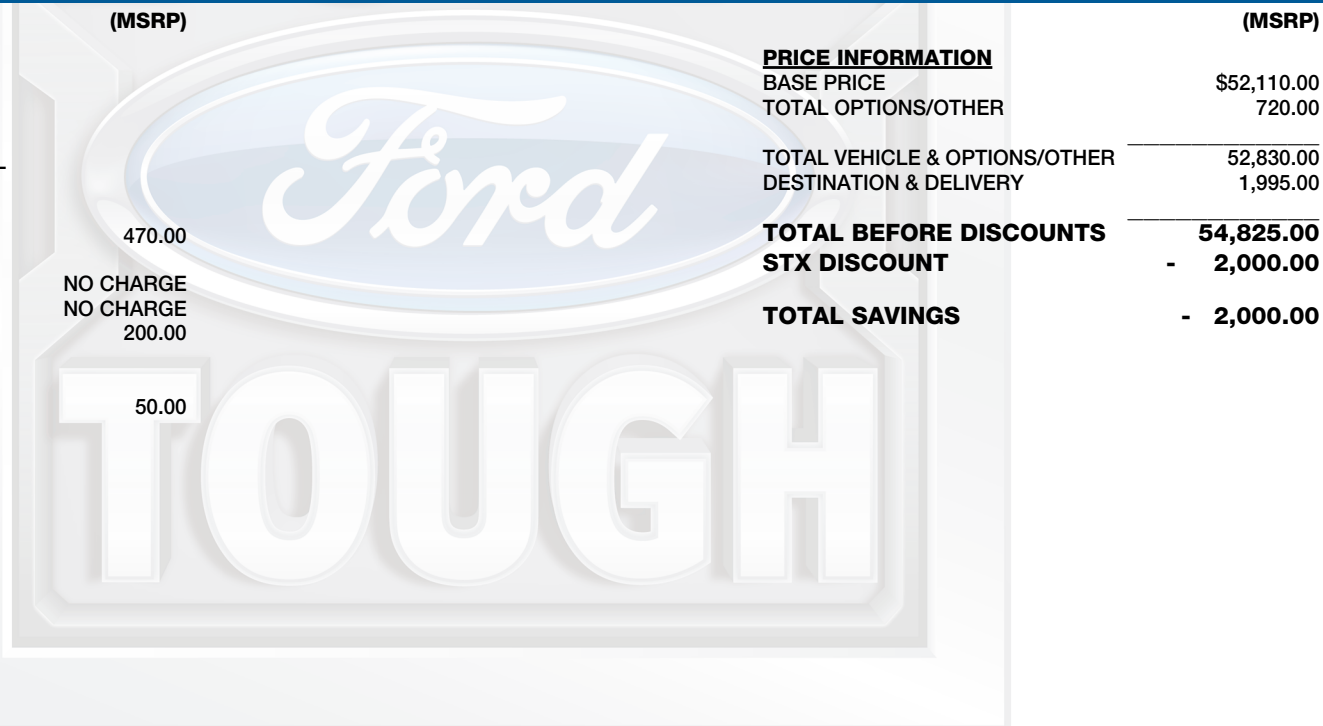 (MSRP)
470.00
NO CHARGE
NO CHARGE
200.00
50.00
(MSRP)
PRICE INFORMATION
BASE PRICE $52,110.00
TOTAL OPTIONS/OTHER 720.00
TOTAL VEHICLE & OPTIONS/OTHER 52,830.00
DESTINATION & DELIVERY 1,995.00
TOTAL BEFORE DISCOUNTS 54,825.00
STX DISCOUNT - 2,000.00
TOTAL SAVINGS - 2,000.00
Ford
TOUGH